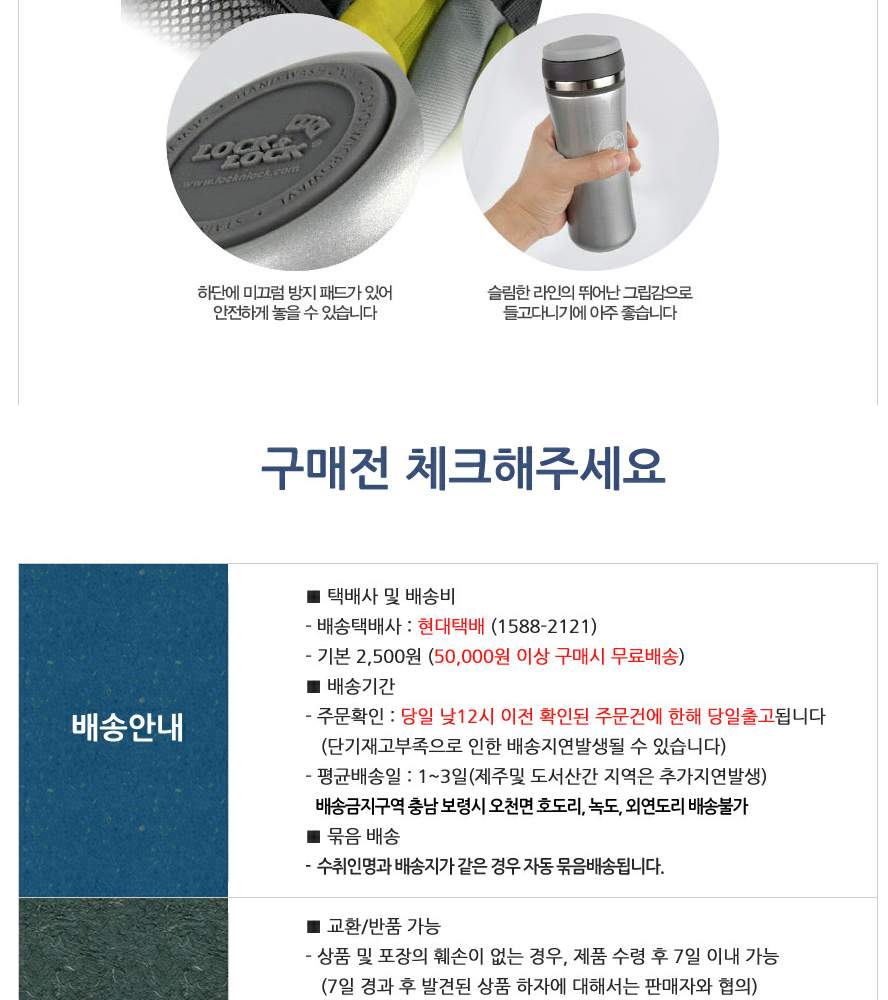 LOCK&
LOCK
www.locknlock.com
하단에 미끄럼 방지 패드가 있어
안전하게 놓을 수 있습니다
슬림한 라인의 뛰어난 그립감으로
들고다니기에 아주 좋습니다
구매전 체크해주세요
배송안내
■ 택배사 및 배송비
- 배송택배사 : 현대택배 (1588-2121)
- 기본 2,500원 (50,000원 이상 구매시 무료배송)
■ 배송기간
- 주문확인 : 당일 낮12시 이전 확인된 주문건에 한해 당일출고됩니다
(단기재고부족으로 인한 배송지연발생될 수 있습니다)
- 평균배송일 : 1~3일(제주및 도서산간 지역은 추가지연발생)
배송금지구역 충남 보령시 오천면 호도리, 녹도, 외연도리 배송불가
■ 묶음 배송
- 수취인명과 배송지가 같은 경우 자동 묶음배송됩니다.
■ 교환/반품 가능
- 상품 및 포장의 훼손이 없는 경우, 제품 수령 후 7일 이내 가능
(7일 경과 후 발견된 상품 하자에 대해서는 판매자와 협의)